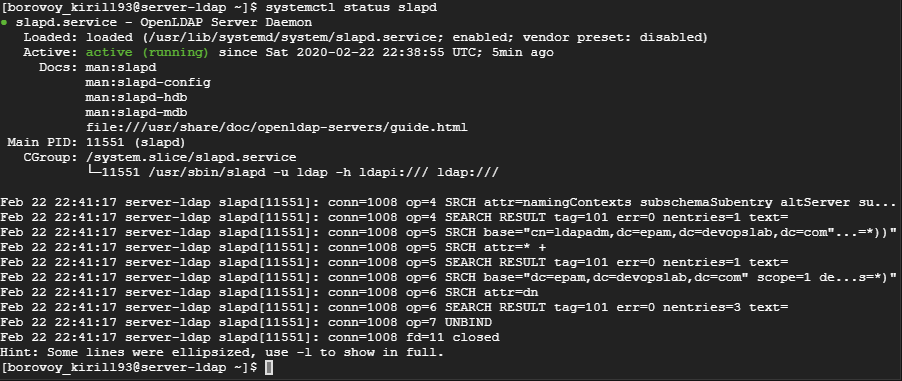 [borovoy_kirill93@server-ldap ~]$ systemctl status slapd
● slapd.service - OpenLDAP Server Daemon
   Loaded: loaded (/usr/lib/systemd/system/slapd.service; enabled; vendor preset: disabled)
   Active: active (running) since Sat 2020-02-22 22:38:55 UTC; 5min ago
     Docs: man:slapd
           man:slapd-config
           man:slapd-hdb
           man:slapd-mdb
           file:///usr/share/doc/openldap-servers/guide.html
 Main PID: 11551 (slapd)
   CGroup: /system.slice/slapd.service
           └─11551 /usr/sbin/slapd -u ldap -h ldapi:/// ldap:///
Feb 22 22:41:17 server-ldap slapd[11551]: conn=1008 op=4 SRCH attr=namingContexts subschemaSubentry altServer su...
Feb 22 22:41:17 server-ldap slapd[11551]: conn=1008 op=4 SEARCH RESULT tag=101 err=0 nentries=1 text=
Feb 22 22:41:17 server-ldap slapd[11551]: conn=1008 op=5 SRCH base="cn=ldapadm,dc=epam,dc=devopslab,dc=com"...=*))"
Feb 22 22:41:17 server-ldap slapd[11551]: conn=1008 op=5 SRCH attr=* +
Feb 22 22:41:17 server-ldap slapd[11551]: conn=1008 op=5 SEARCH RESULT tag=101 err=0 nentries=1 text=
Feb 22 22:41:17 server-ldap slapd[11551]: conn=1008 op=6 SRCH base="dc=epam,dc=devopslab,dc=com" scope=1 de...s=*)"
Feb 22 22:41:17 server-ldap slapd[11551]: conn=1008 op=6 SRCH attr=dn
Feb 22 22:41:17 server-ldap slapd[11551]: conn=1008 op=6 SEARCH RESULT tag=101 err=0 nentries=3 text=
Feb 22 22:41:17 server-ldap slapd[11551]: conn=1008 op=7 UNBIND
Feb 22 22:41:17 server-ldap slapd[11551]: conn=1008 fd=11 closed
Hint: Some lines were ellipsized, use -l to show in full.
[borovoy_kirill93@server-ldap ~]$